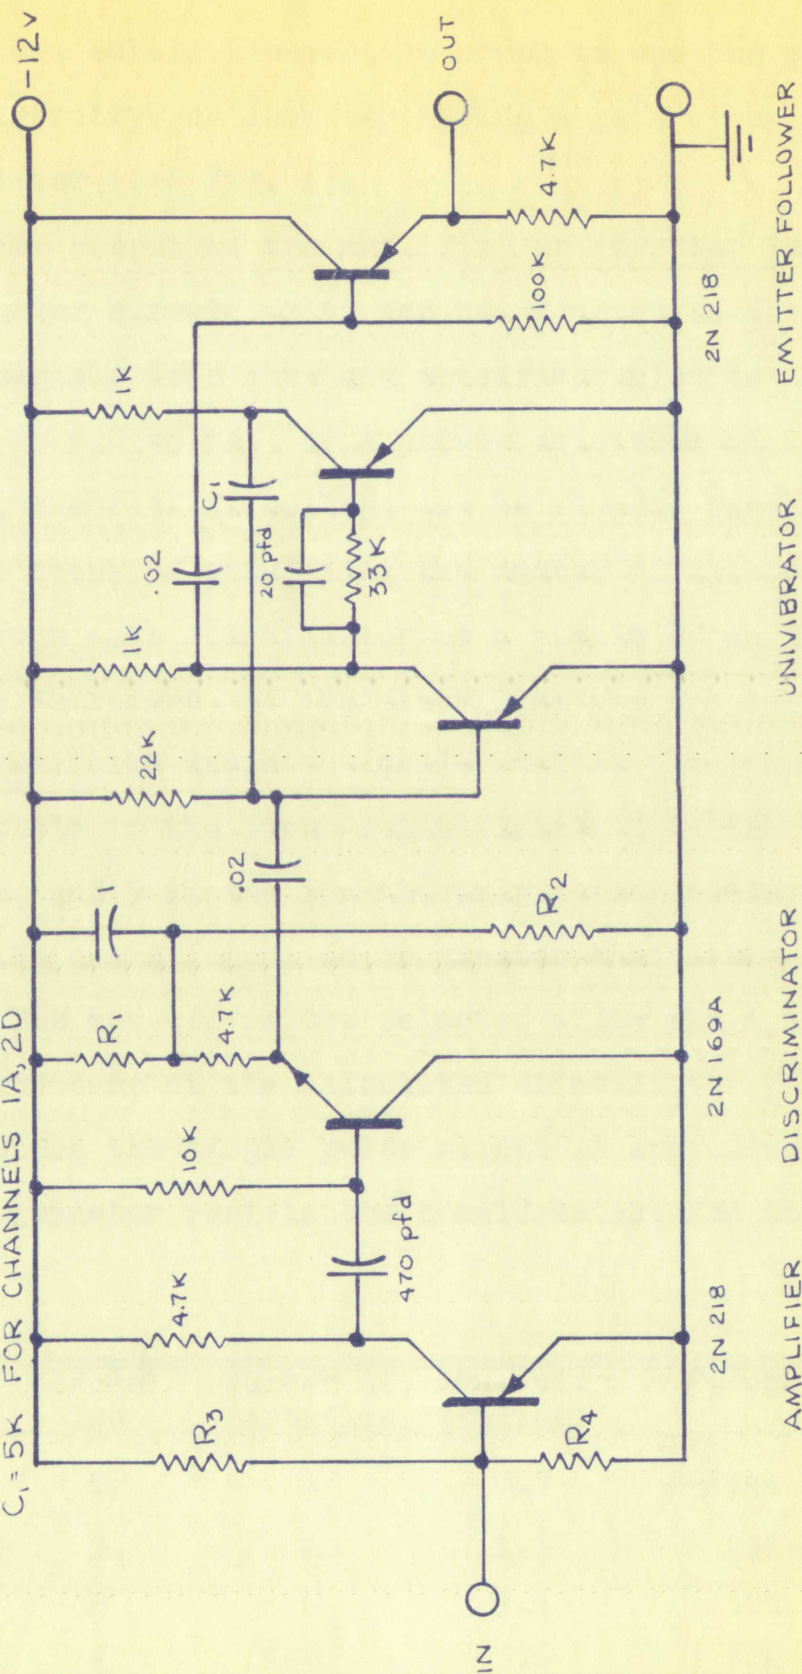 C₁ = 5K FOR CHANNELS 1A, 2D
-12 V
R₃
4.7K
10K
R₁
1
22K
1K
.02
1K
4.7K
.02
20 pfd
C₁
33K
OUT
470 pfd
IN
R₄
R2
100K
4.7K
2N 218
2N 169A
2N 218
AMPLIFIER
DISCRIMINATOR
UNIVIBRATOR
EMITTER FOLLOWER